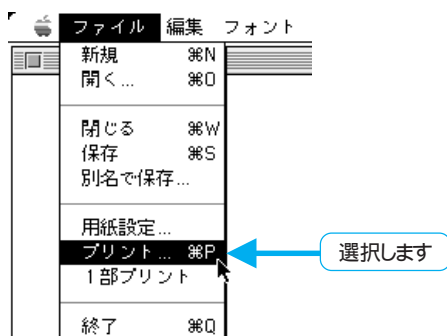 ファイル 編集 フォント
新規 ⌘N
開く... ⌘O
閉じる ⌘W
保存 ⌘S
別名で保存...
用紙設定...
プリント... ⌘P
選択します
1部プリント
終了 ⌘Q